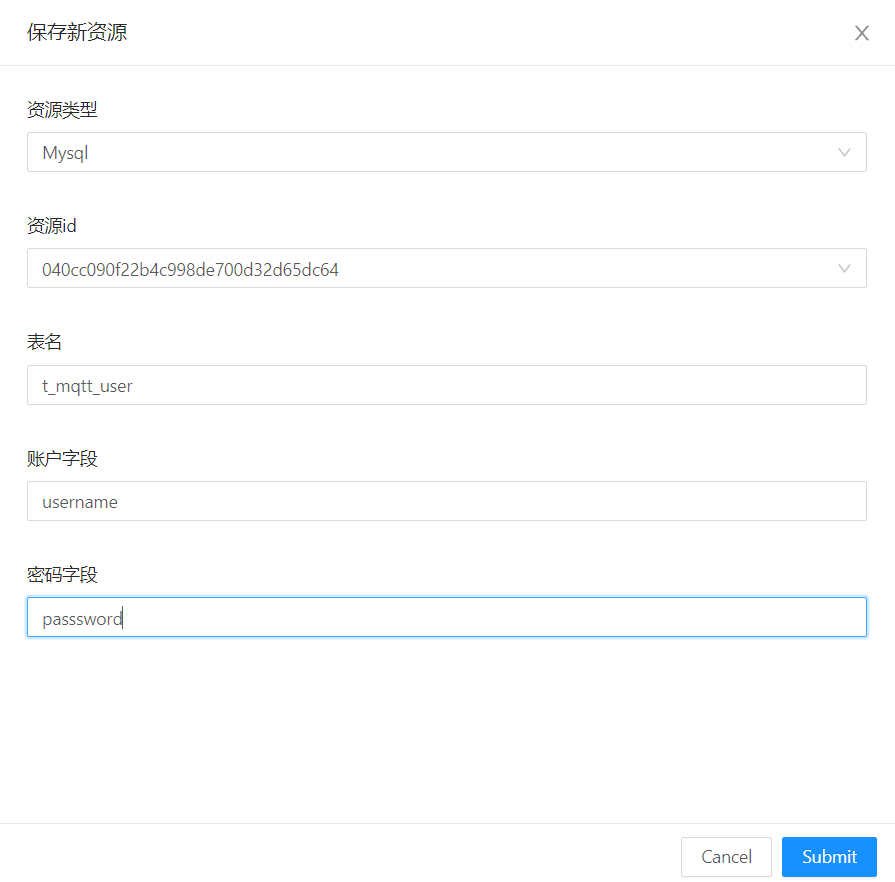 保存新资源
资源类型
Mysql
资源id
040cc090f22b4c998de700d32d65dc64
表名
t_mqtt_user
账户字段
username
密码字段
passsword
Cancel
Submit